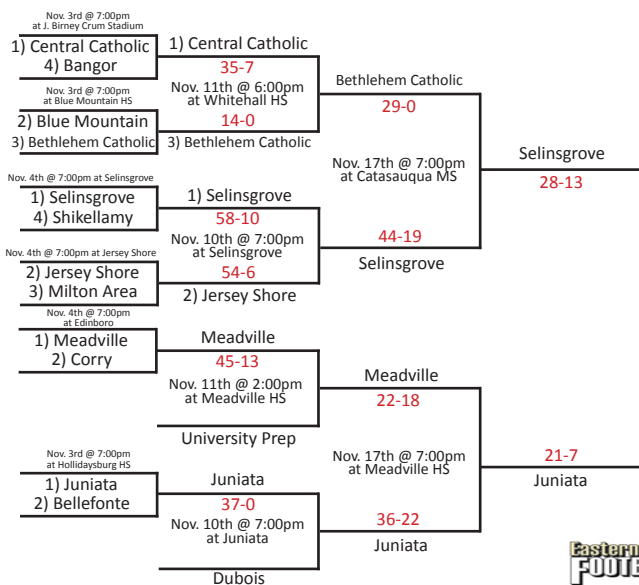 Nov. 3rd @ 7:00pm
at J. Birney Crum Stadium
1) Central Catholic
4) Bangor
Nov. 3rd @ 7:00pm
at Blue Mountain HS
2) Blue Mountain
3) Bethlehem Catholic
Nov. 4th @ 7:00pm at Selinsgrove
1) Selinsgrove
4) Shikellamy
Nov. 4th @ 7:00pm at Jersey Shore
2) Jersey Shore
3) Milton Area
Nov. 4th @ 7:00pm
at Edinboro
1) Meadville
2) Corry
Nov. 3rd @ 7:00pm
at Hollidaysburg HS
1) Juniata
2) Bellefonte
1) Central Catholic
35-7
Nov. 11th @ 6:00pm
at Whitehall HS
14-0
3) Bethlehem Catholic
1) Selinsgrove
58-10
Nov. 10th @ 7:00pm
at Selinsgrove
54-6
2) Jersey Shore
Meadville
45-13
Nov. 11th @ 2:00pm
at Meadville HS
University Prep
Juniata
37-0
Nov. 10th @ 7:00pm
at Juniata
Dubois
Bethlehem Catholic
29-0
Nov. 17th @ 7:00pm
at Catasauqua MS
44-19
Selinsgrove
Meadville
22-18
Nov. 17th @ 7:00pm
at Meadville HS
36-22
Juniata
Selinsgrove
28-13
21-7
Juniata
Eastern